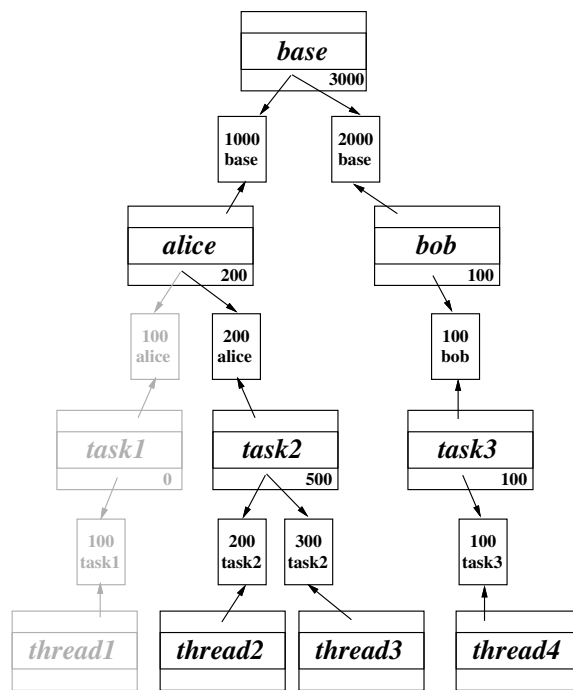 base
3000
1000
base
2000
base
alice
200
bob
100
100
alice
200
alice
100
bob
task1
0
task2
500
task3
100
100
task1
200
task2
300
task2
100
task3
thread1
thread2
thread3
thread4